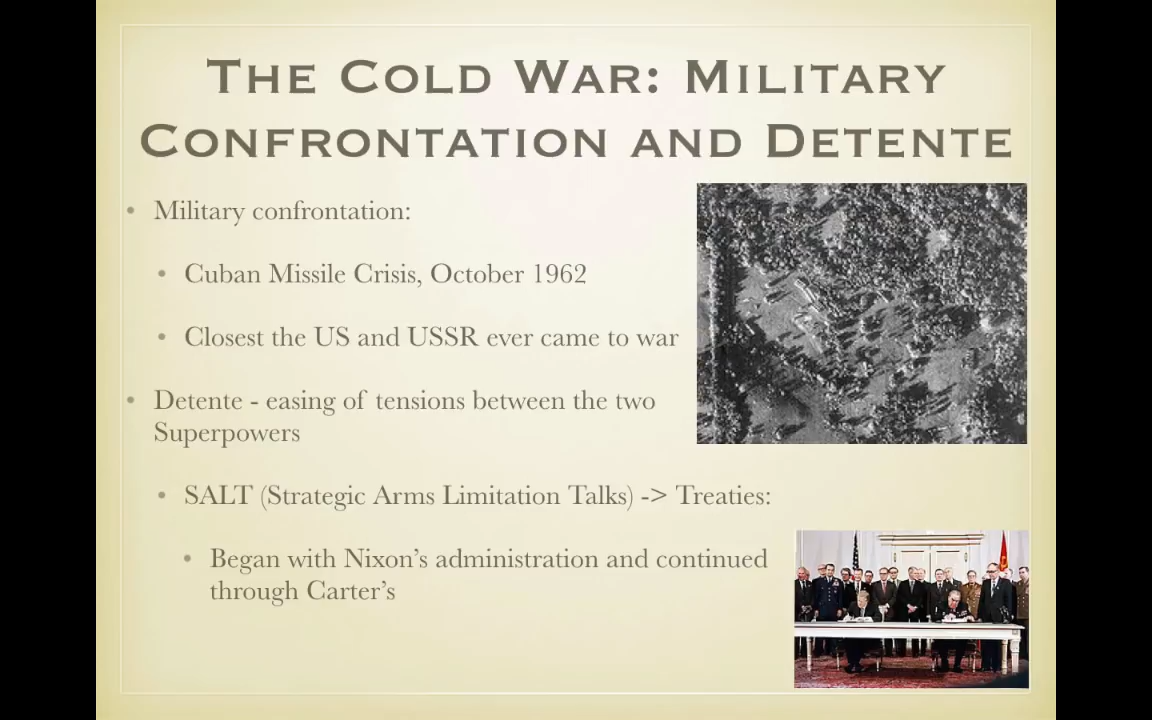 The Cold War: Military
Confrontation and Detente
• Military confrontation:
• Cuban Missile Crisis, October 1962
• Closest the US and USSR ever came to war
• Detente - easing of tensions between the two
Superpowers
• SALT (Strategic Arms Limitation Talks) -> Treaties:
• Began with Nixon’s administration and continued
through Carter’s